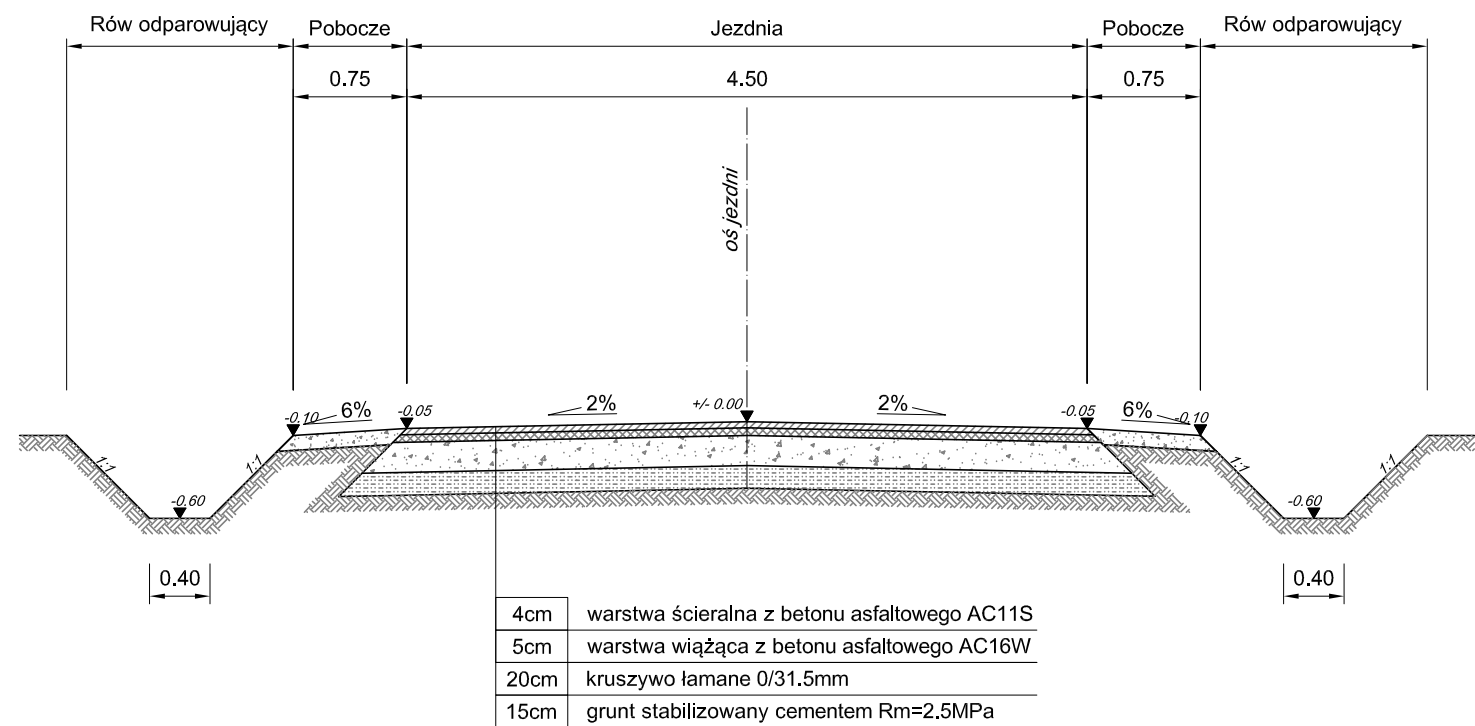 Rów odparowujący Pobocze Jezdnia Pobocze Rów odparowujący
0.75 4.50 0.75
oś jezdni
-0.10 6% -0.05 2% +/- 0.00 2% -0.05 6% -0.10
1:1 1:1 1:1 1:1
-0.60 -0.60
0.40 0.40
4cm warstwa ścieralna z betonu asfaltowego AC11S
5cm warstwa wiążąca z betonu asfaltowego AC16W
20cm kruszywo łamane 0/31.5mm
15cm grunt stabilizowany cementem Rm=2.5MPa